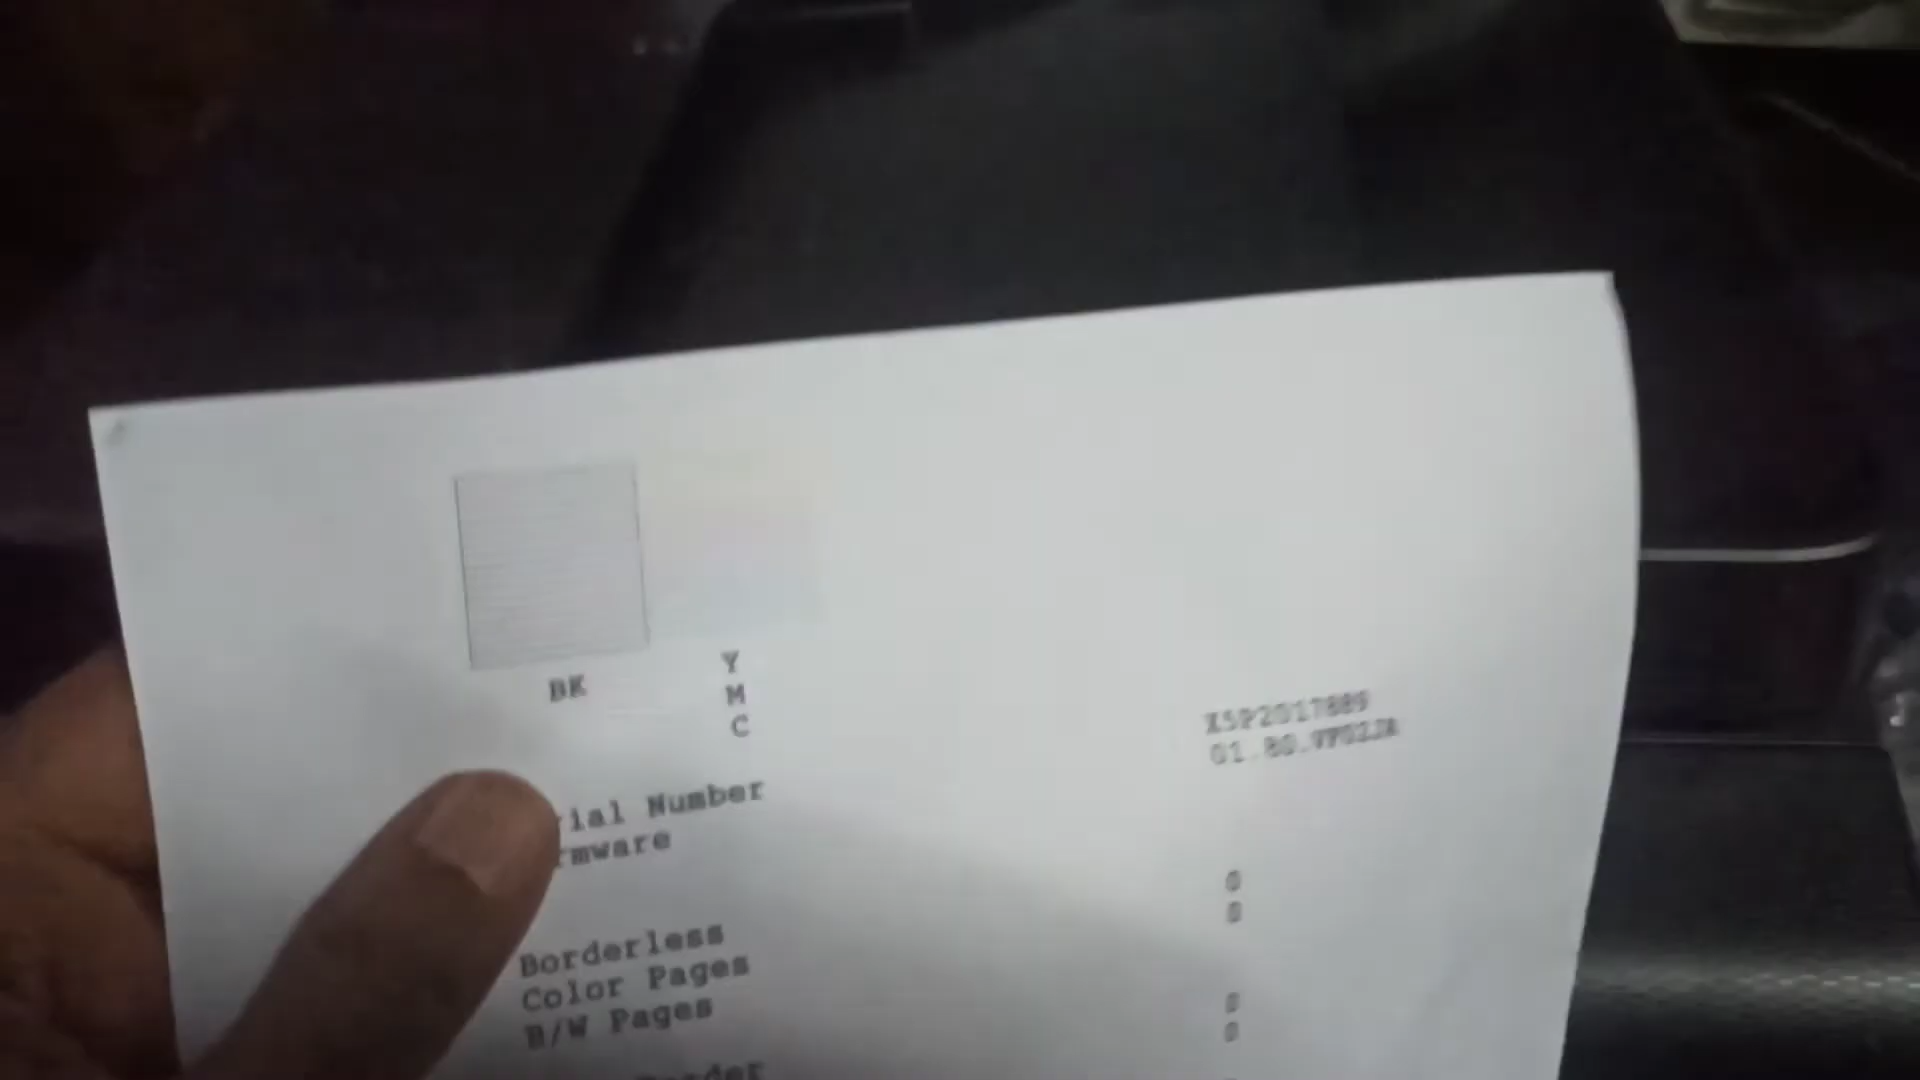 BK
Y
M
C
ial Number X5P2017889
rmware
Borderless 0
Color Pages 0
B/W Pages 0
0